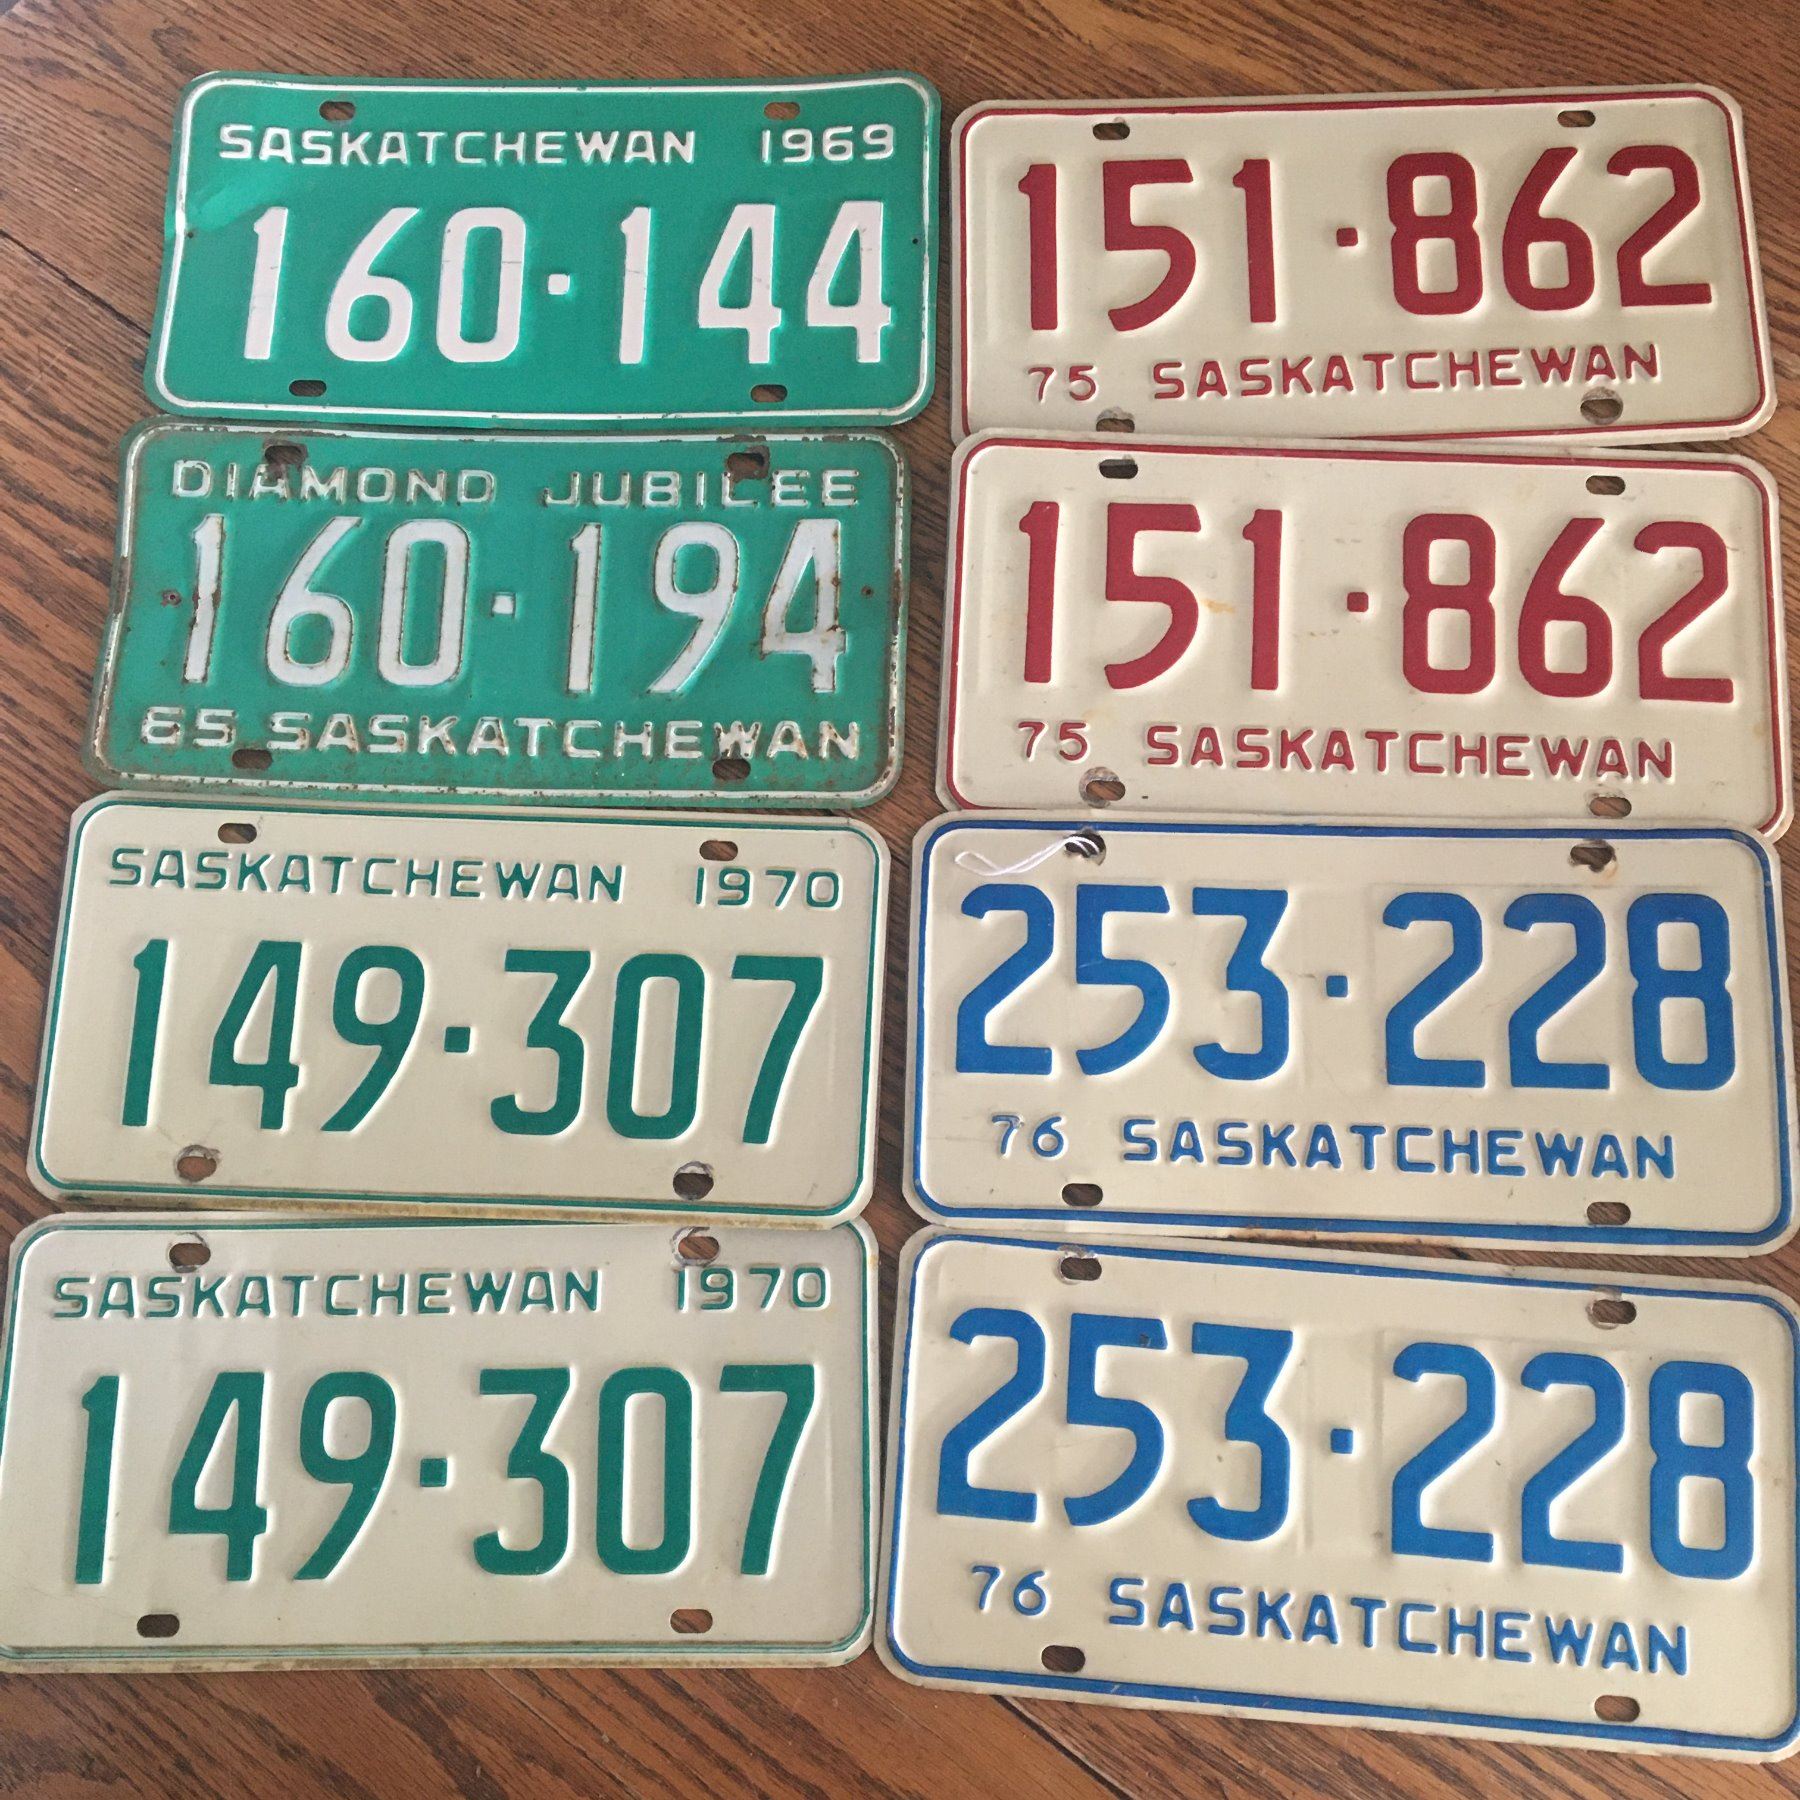 SASKATCHEWAN 1969
160·144
DIAMOND JUBILEE
160·194
65 SASKATCHEWAN
SASKATCHEWAN 1970
149·307
SASKATCHEWAN 1970
149·307
151·862
75 SASKATCHEWAN
151·862
75 SASKATCHEWAN
253·228
76 SASKATCHEWAN
253·228
76 SASKATCHEWAN